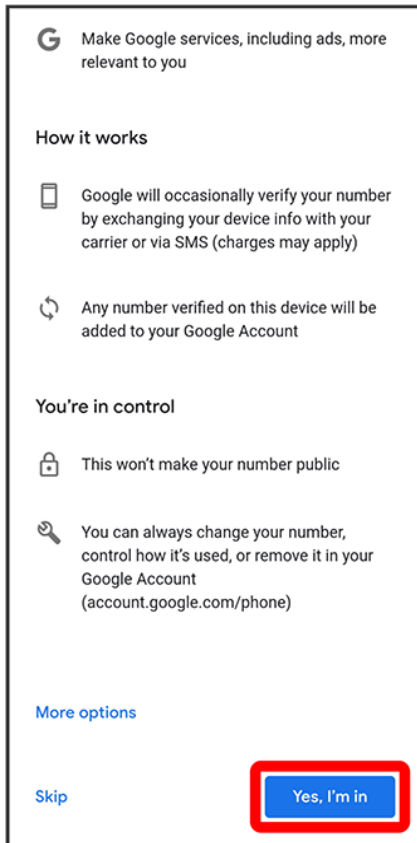 Make Google services, including ads, more
relevant to you
How it works
Google will occasionally verify your number
by exchanging your device info with your
carrier or via SMS (charges may apply)
Any number verified on this device will be
added to your Google Account
You're in control
This won't make your number public
You can always change your number,
control how it's used, or remove it in your
Google Account
(account.google.com/phone)
More options
Skip
Yes, I'm in